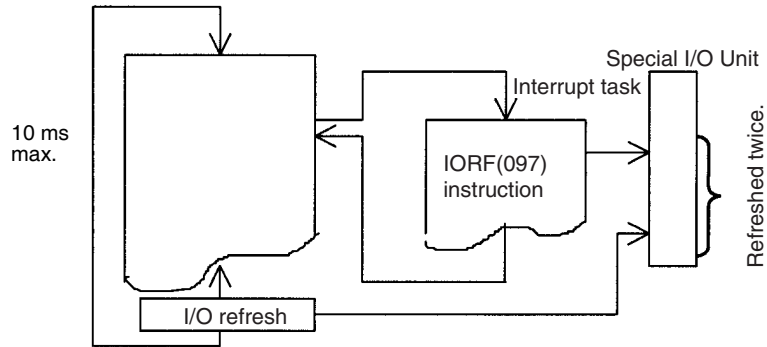 Special I/O Unit
Interrupt task
10 ms
max.
IORF(097)
instruction
Refreshed twice.
I/O refresh